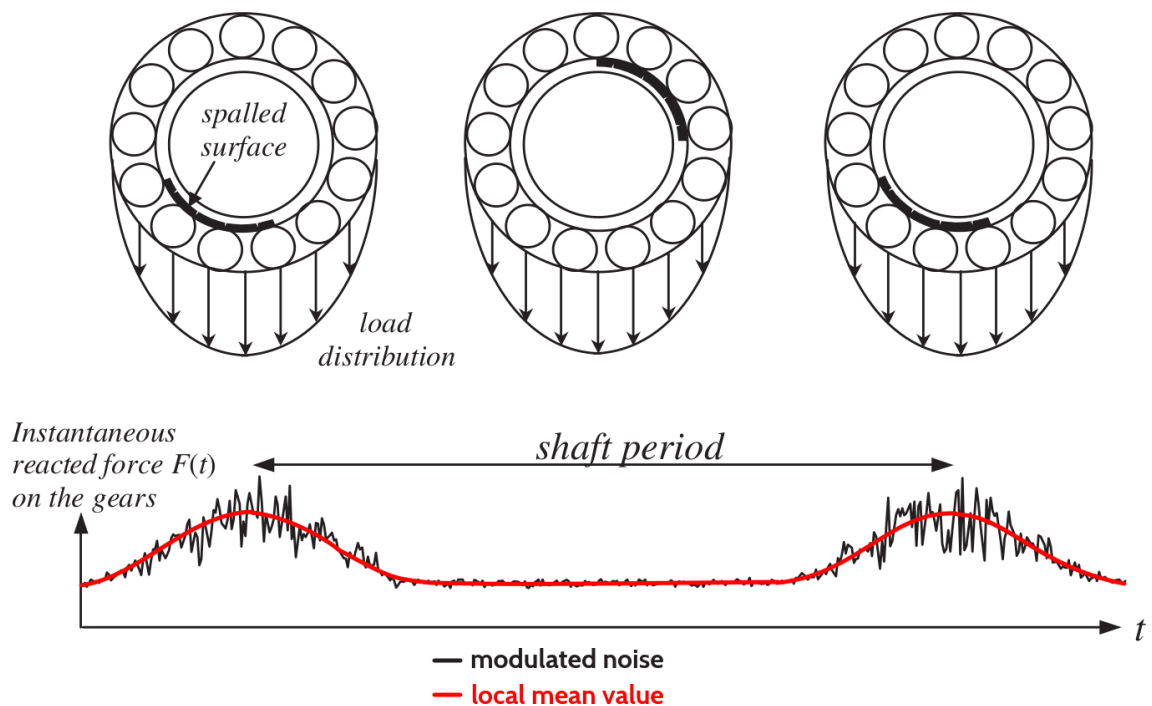 spalled
surface
load
distribution
Instantaneous
reacted force F(t)
on the gears
shaft period
t
modulated noise
local mean value